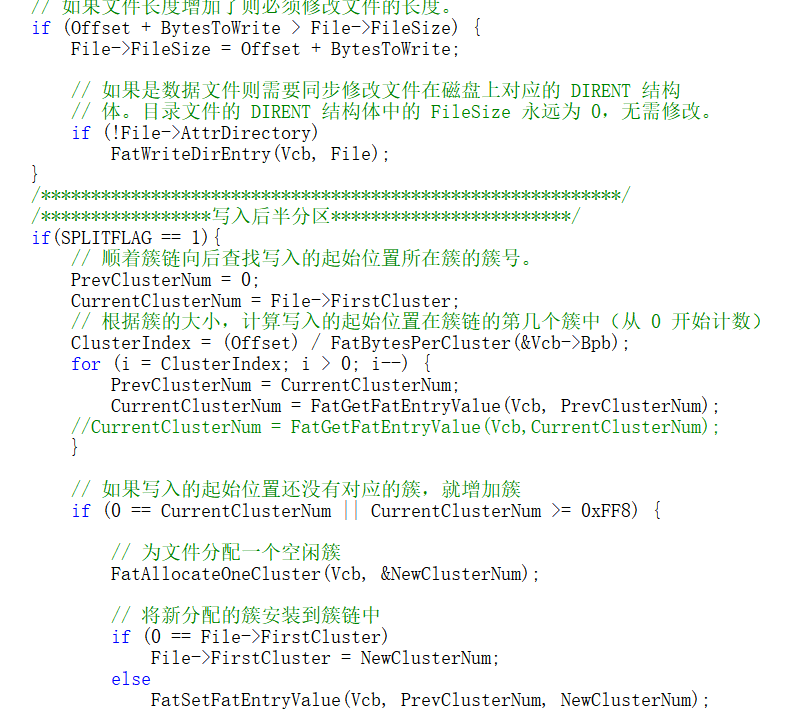 // 如果文件长度增加了则必须修改文件的长度。
if (Offset + BytesToWrite > File->FileSize) {
    File->FileSize = Offset + BytesToWrite;

    // 如果是数据文件则需要同步修改文件在磁盘上对应的 DIRENT 结构
    // 体。目录文件的 DIRENT 结构体中的 FileSize 永远为 0，无需修改。
    if (!File->AttrDirectory)
        FatWriteDirEntry(Vcb, File);
}
/**********************************************************/
/*****************写入后半分区************************/
if(SPLITFLAG == 1){
    // 顺着簇链向后查找写入的起始位置所在簇的簇号。
    PrevClusterNum = 0;
    CurrentClusterNum = File->FirstCluster;
    // 根据簇的大小，计算写入的起始位置在簇链的第几个簇中（从 0 开始计数）
    ClusterIndex = (Offset) / FatBytesPerCluster(&Vcb->Bpb);
    for (i = ClusterIndex; i > 0; i--) {
        PrevClusterNum = CurrentClusterNum;
        CurrentClusterNum = FatGetFatEntryValue(Vcb, PrevClusterNum);
    //CurrentClusterNum = FatGetFatEntryValue(Vcb,CurrentClusterNum);
    }

    // 如果写入的起始位置还没有对应的簇，就增加簇
    if (0 == CurrentClusterNum || CurrentClusterNum >= 0xFF8) {

        // 为文件分配一个空闲簇
        FatAllocateOneCluster(Vcb, &NewClusterNum);

        // 将新分配的簇安装到簇链中
        if (0 == File->FirstCluster)
            File->FirstCluster = NewClusterNum;
        else
            FatSetFatEntryValue(Vcb, PrevClusterNum, NewClusterNum);